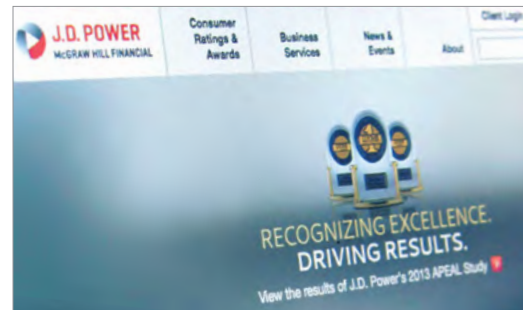 J.D. POWER
McGRAW HILL FINANCIAL
Consumer
Ratings &
Awards
Business
Services
News &
Events
About
Client Login
RECOGNIZING EXCELLENCE.
DRIVING RESULTS.
View the results of J.D. Power's 2013 APEAL Study